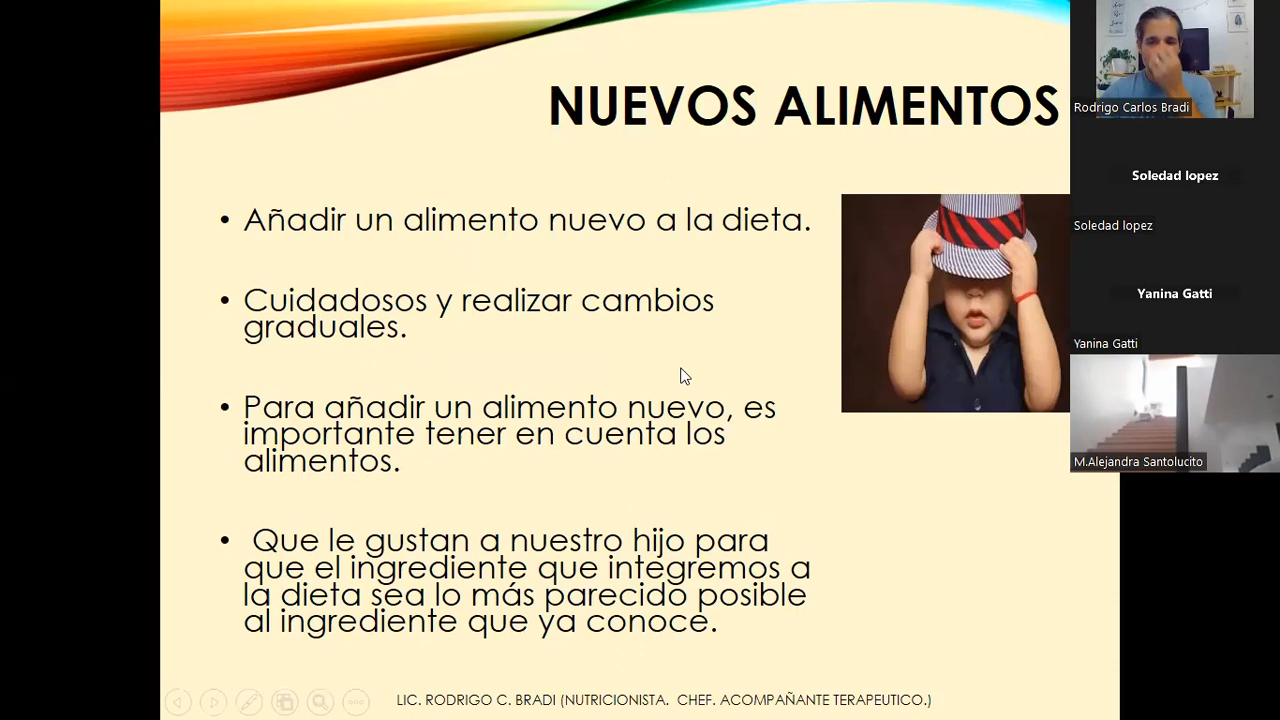 NUEVOS ALIMENTOS
• Añadir un alimento nuevo a la dieta.
• Cuidadosos y realizar cambios
graduales.
• Para añadir un alimento nuevo, es
importante tener en cuenta los
alimentos.
• Que le gustan a nuestro hijo para
que el ingrediente que integremos a
la dieta sea lo más parecido posible
al ingrediente que ya conoce.
LIC. RODRIGO C. BRADI (NUTRICIONISTA. CHEF. ACOMPAÑANTE TERAPEUTICO.)
Rodrigo Carlos Bradi
Soledad lopez
Soledad lopez
Yanina Gatti
Yanina Gatti
M.Alejandra Santolucito